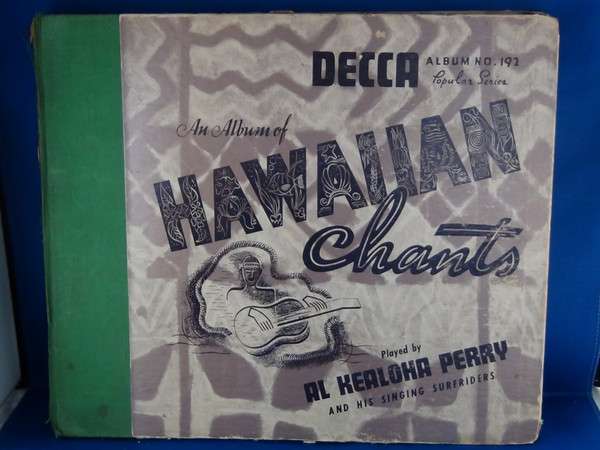 DECCA
ALBUM NO. 192
Popular Series
An Album of
HAWAIIAN
Chants
Played by
AL KEALOHA PERRY
AND HIS SINGING SURFRIDERS